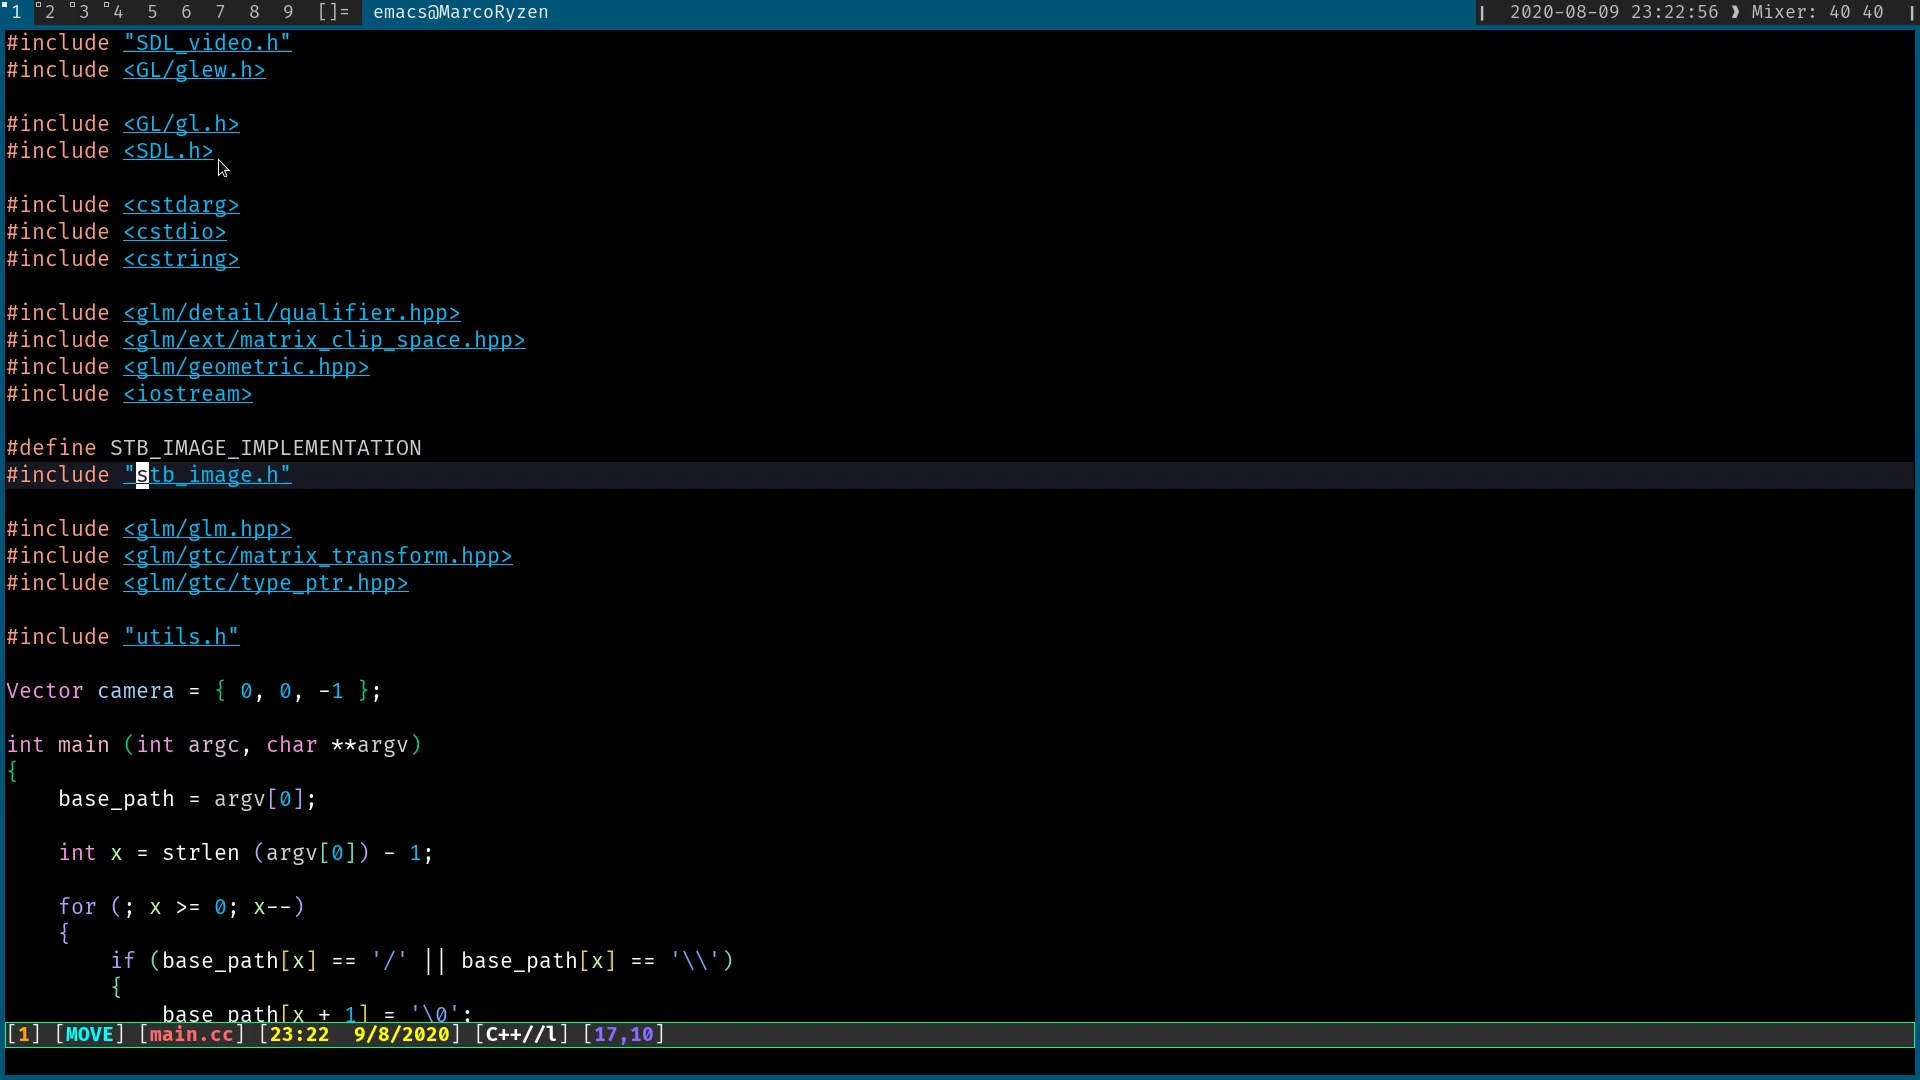 1 2 3 4 5 6 7 8 9 []= emacs@MarcoRyzen | 2020-08-09 23:22:56 ❱ Mixer: 40 40 |
#include "SDL_video.h"
#include <GL/glew.h>
#include <GL/gl.h>
#include <SDL.h>
#include <cstdarg>
#include <cstdio>
#include <cstring>
#include <glm/detail/qualifier.hpp>
#include <glm/ext/matrix_clip_space.hpp>
#include <glm/geometric.hpp>
#include <iostream>
#define STB_IMAGE_IMPLEMENTATION
#include "stb_image.h"
#include <glm/glm.hpp>
#include <glm/gtc/matrix_transform.hpp>
#include <glm/gtc/type_ptr.hpp>
#include "utils.h"
Vector camera = { 0, 0, -1 };
int main (int argc, char **argv)
{
    base_path = argv[0];
    int x = strlen (argv[0]) - 1;
    for (; x >= 0; x--)
    {
        if (base_path[x] == '/' || base_path[x] == '\\')
        {
            base_path[x + 1] = '\0';
[1] [MOVE] [main.cc] [23:22  9/8/2020] [C++//l] [17,10]